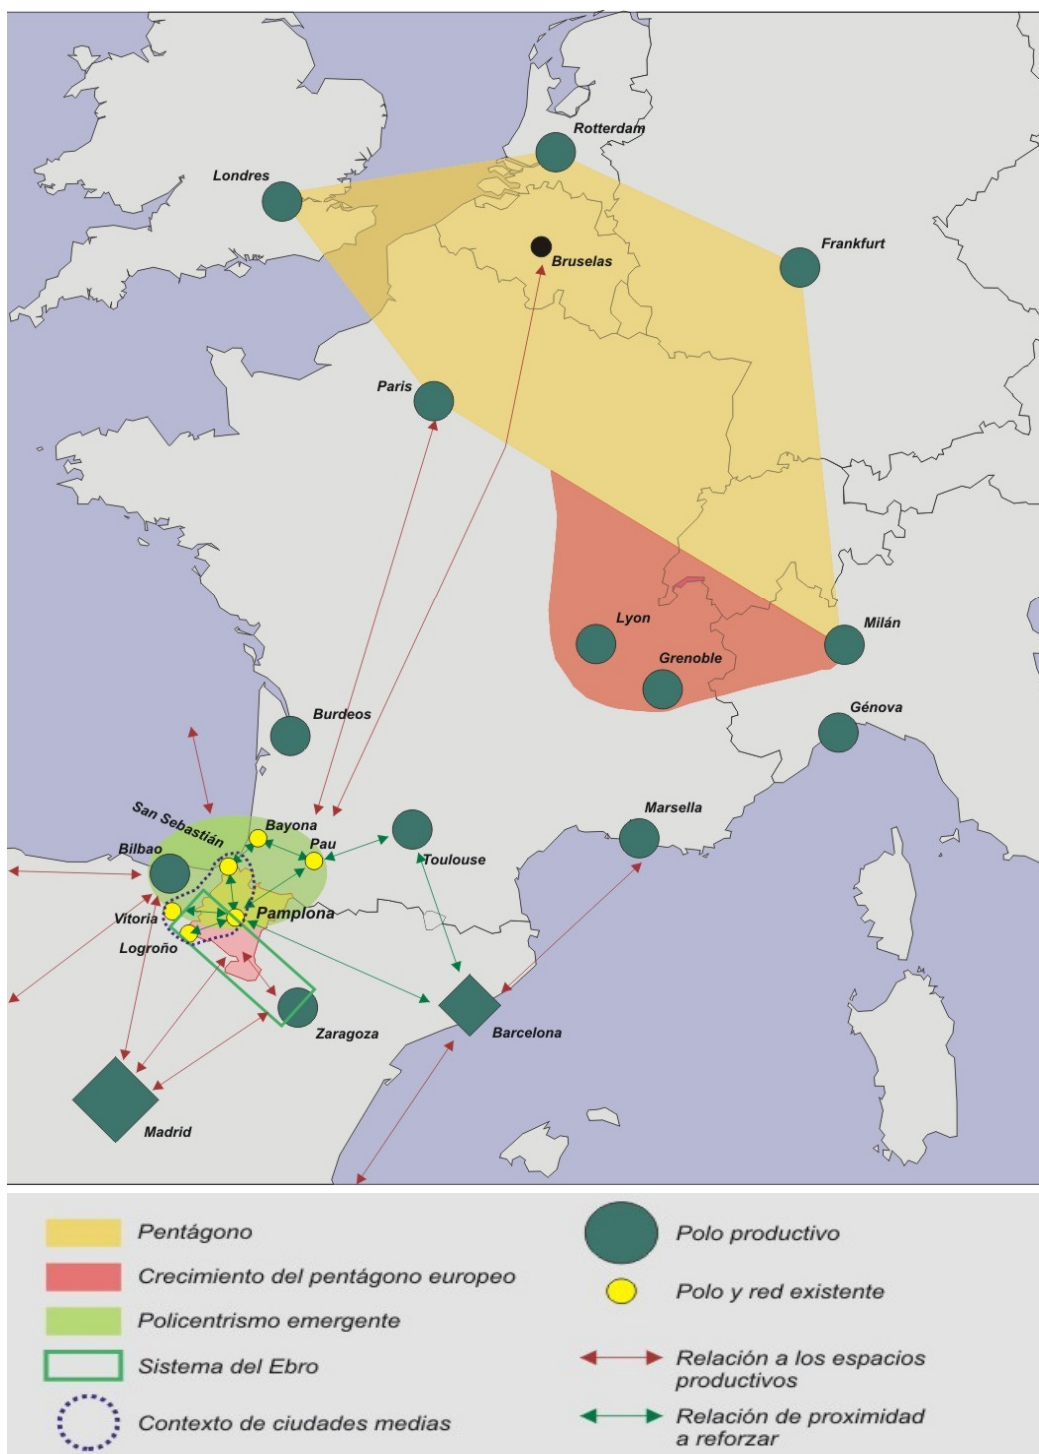 Rotterdam
Londres
Frankfurt
Bruselas
Paris
Lyon
Milán
Grenoble
Génova
Burdeos
Marsella
San Sebastián
Bayona
Pau
Bilbao
Toulouse
Vitoria
Pamplona
Logroño
Zaragoza
Barcelona
Madrid
Pentágono
Crecimiento del pentágono europeo
Policentrismo emergente
Sistema del Ebro
Contexto de ciudades medias
Polo productivo
Polo y red existente
Relación a los espacios
productivos
Relación de proximidad
a reforzar